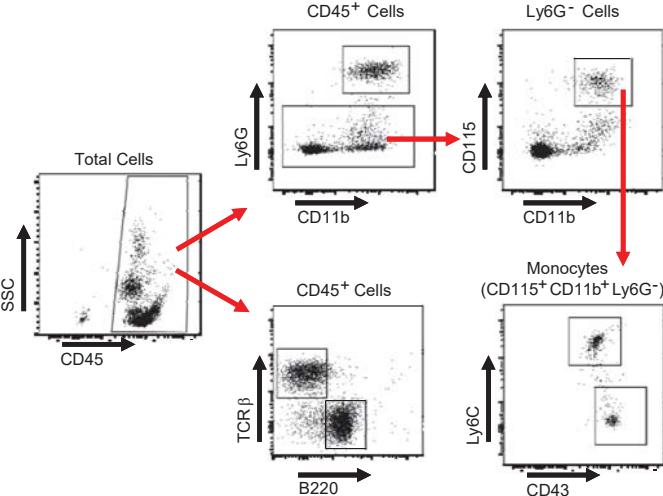 CD45⁺ Cells
Ly6G⁻ Cells
Ly6G
CD11b
CD115
CD11b
Total Cells
SSC
CD45
CD45⁺ Cells
TCRβ
B220
Monocytes
(CD115⁺ CD11b⁺ Ly6G⁻)
Ly6C
CD43